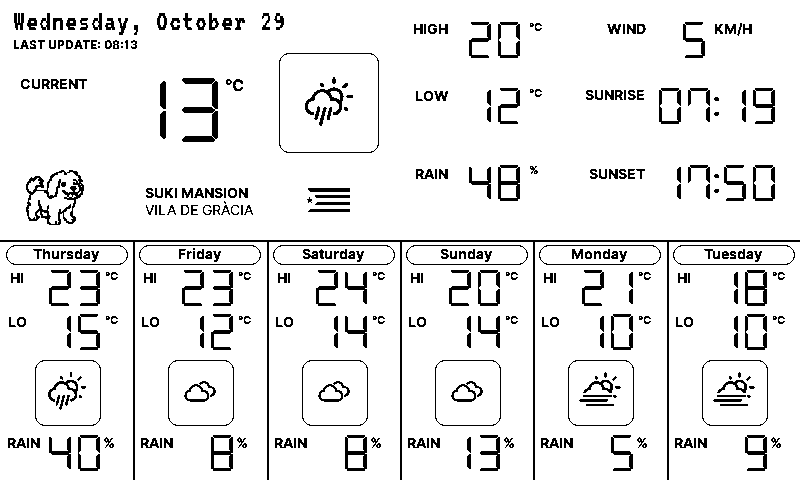 Wednesday, October 29
LAST UPDATE: 08:13
CURRENT 13 °C
SUKI MANSION
VILA DE GRÀCIA
HIGH 20 °C
LOW 12 °C
RAIN 48 %
WIND 5 KM/H
SUNRISE 07:19
SUNSET 17:50
Thursday
HI 23 °C
LO 15 °C
RAIN 40 %
Friday
HI 23 °C
LO 12 °C
RAIN 8 %
Saturday
HI 24 °C
LO 14 °C
RAIN 8 %
Sunday
HI 20 °C
LO 14 °C
RAIN 13 %
Monday
HI 21 °C
LO 10 °C
RAIN 5 %
Tuesday
HI 18 °C
LO 10 °C
RAIN 9 %